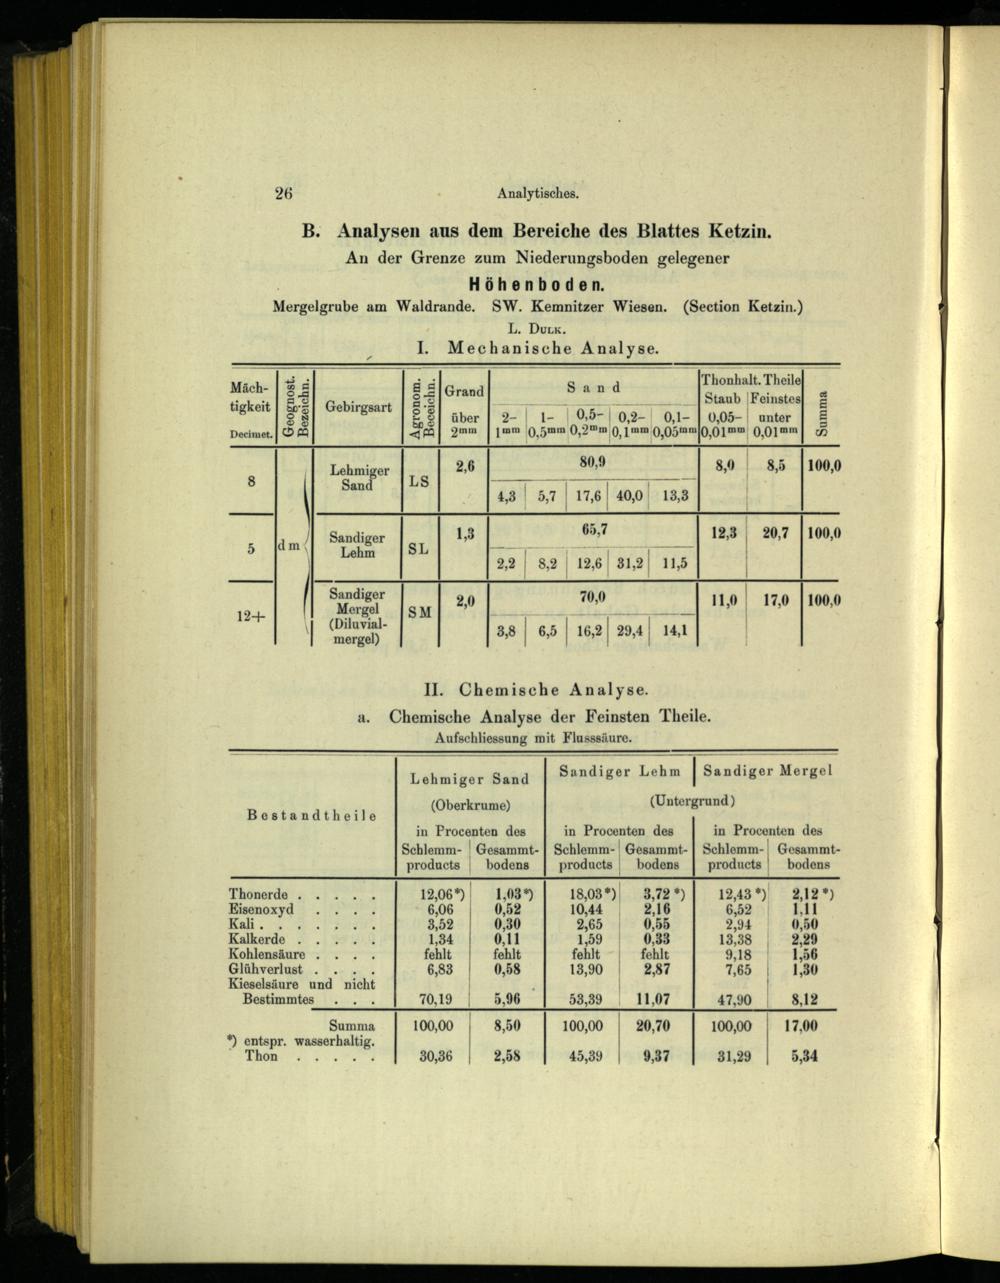 26 Analytisches.
B. Analysen aus dem Bereiche des Blattes Ketzin.
An der Grenze zum Niederungsboden gelegener
Höhenboden.
Mergelgrube am Waldrande. SW. Kemnitzer Wiesen. (Section Ketzin.)
L. Dulk.
I. Mechanische Analyse.
Mäch-
tigkeit
Decimet.
Geognost.
Bezeichn.
Gebirgsart
Agronom.
Beceichn.
Grand
über
2mm
Sand
2–
1mm
1–
0,5mm
0,5–
0,2mm
0,2–
0,1mm
0,1–
0,05mm
Thonhalt. Theile
Staub Feinstes
0,05–
0,01mm
unter
0,01mm
Summa
8
dm
Lehmiger
Sand
LS
2,6 80,9 8,0 8,5 100,0
4,3 5,7 17,6 40,0 13,3
5
Sandiger
Lehm
SL
1,3 65,7 12,3 20,7 100,0
2,2 8,2 12,6 31,2 11,5
12+
Sandiger
Mergel
(Diluvial-
mergel)
SM
2,0 70,0 11,0 17,0 100,0
3,8 6,5 16,2 29,4 14,1
II. Chemische Analyse.
a. Chemische Analyse der Feinsten Theile.
Aufschliessung mit Flusssäure.
Bestandtheile
Lehmiger Sand
(Oberkrume)
Sandiger Lehm Sandiger Mergel
(Untergrund)
in Procenten des in Procenten des in Procenten des
Schlemm- Gesammt- Schlemm- Gesammt- Schlemm- Gesammt-
products bodens products bodens products bodens
Thonerde . . . . . 12,06*) 1,03*) 18,03*) 3,72*) 12,43*) 2,12*)
Eisenoxyd . . . . 6,06 0,52 10,44 2,16 6,52 1,11
Kali . . . . . . . 3,52 0,30 2,65 0,55 2,94 0,50
Kalkerde . . . . . 1,34 0,11 1,59 0,33 13,38 2,29
Kohlensäure . . . . fehlt fehlt fehlt fehlt 9,18 1,56
Glühverlust . . . . 6,83 0,58 13,90 2,87 7,65 1,30
Kieselsäure und nicht
Bestimmtes . . . 70,19 5,96 53,39 11,07 47,90 8,12
Summa 100,00 8,50 100,00 20,70 100,00 17,00
*) entspr. wasserhaltig.
Thon . . . . . 30,36 2,58 45,39 9,37 31,29 5,34